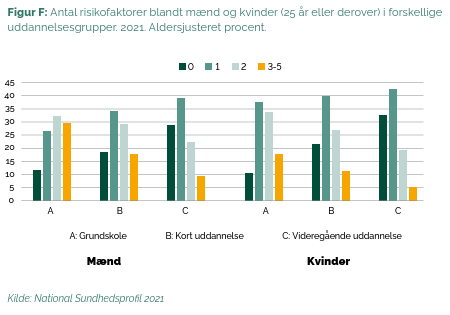 Figur F: Antal risikofaktorer blandt mænd og kvinder (25 år eller derover) i forskellige
uddannelsesgrupper. 2021. Aldersjusteret procent.
0 1 2 3-5
45
40
35
30
25
20
15
10
5
0
A B C A B C
A: Grundskole B: Kort uddannelse C: Videregående uddannelse
Mænd Kvinder
Kilde: National Sundhedsprofil 2021